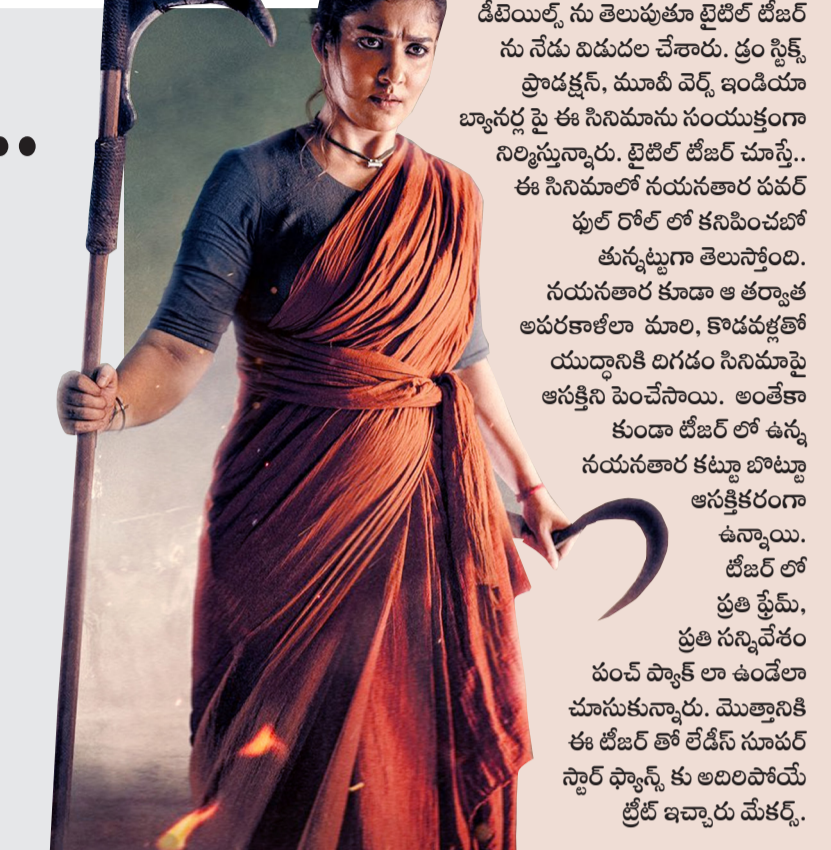 డీటెయిల్స్ ను తెలుపుతూ టైటిల్ టీజర్
ను నేడు విడుదల చేశారు. డ్రం స్టిక్స్
ప్రొడక్షన్, మూవీ వెర్స్ ఇండియా
బ్యానర్ల పై ఈ సినిమాను సంయుక్తంగా
నిర్మిస్తున్నారు. టైటిల్ టీజర్ చూస్తే..
ఈ సినిమాలో నయనతార పవర్
ఫుల్ రోల్ లో కనిపించబో
తున్నట్టుగా తెలుస్తోంది.
నయనతార కూడా ఆ తర్వాత
అపరకాళీలా మారి, కొడవళ్లతో
యుద్ధానికి దిగడం సినిమాపై
ఆసక్తిని పెంచేసాయి. అంతేకా
కుండా టీజర్ లో ఉన్న
నయనతార కట్టూ బొట్టూ
ఆసక్తికరంగా
ఉన్నాయి.
టీజర్ లో
ప్రతి ఫ్రేమ్,
ప్రతి సన్నివేశం
పంచ్ ప్యాక్ లా ఉండేలా
చూసుకున్నారు. మొత్తానికి
ఈ టీజర్ తో లేడీస్ సూపర్
స్టార్ ఫ్యాన్స్ కు అదిరిపోయే
ట్రీట్ ఇచ్చారు మేకర్స్.